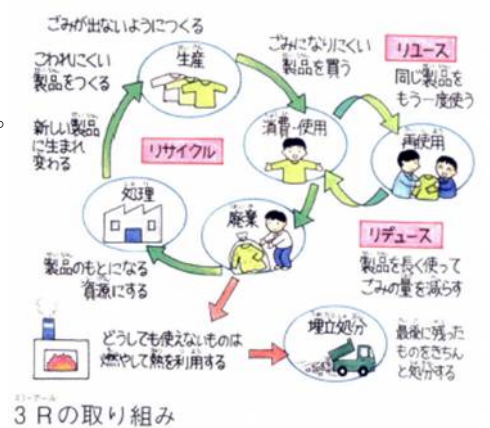 ごみが出ないようにつくる
生産
こわれにくい
製品をつくる
ごみになりにくい
製品を買う
リユース
同じ製品を
もう一度使う
新しい製品
に生まれ
変わる
リサイクル
消費・使用
再使用
処理
廃棄
リデュース
製品を長く使って
ごみの量を減らす
製品のもとになる
資源にする
どうしても使えないものは
燃やして熱を利用する
埋立処分
最後に残った
ものをきちん
と処分する
3Rの取り組み